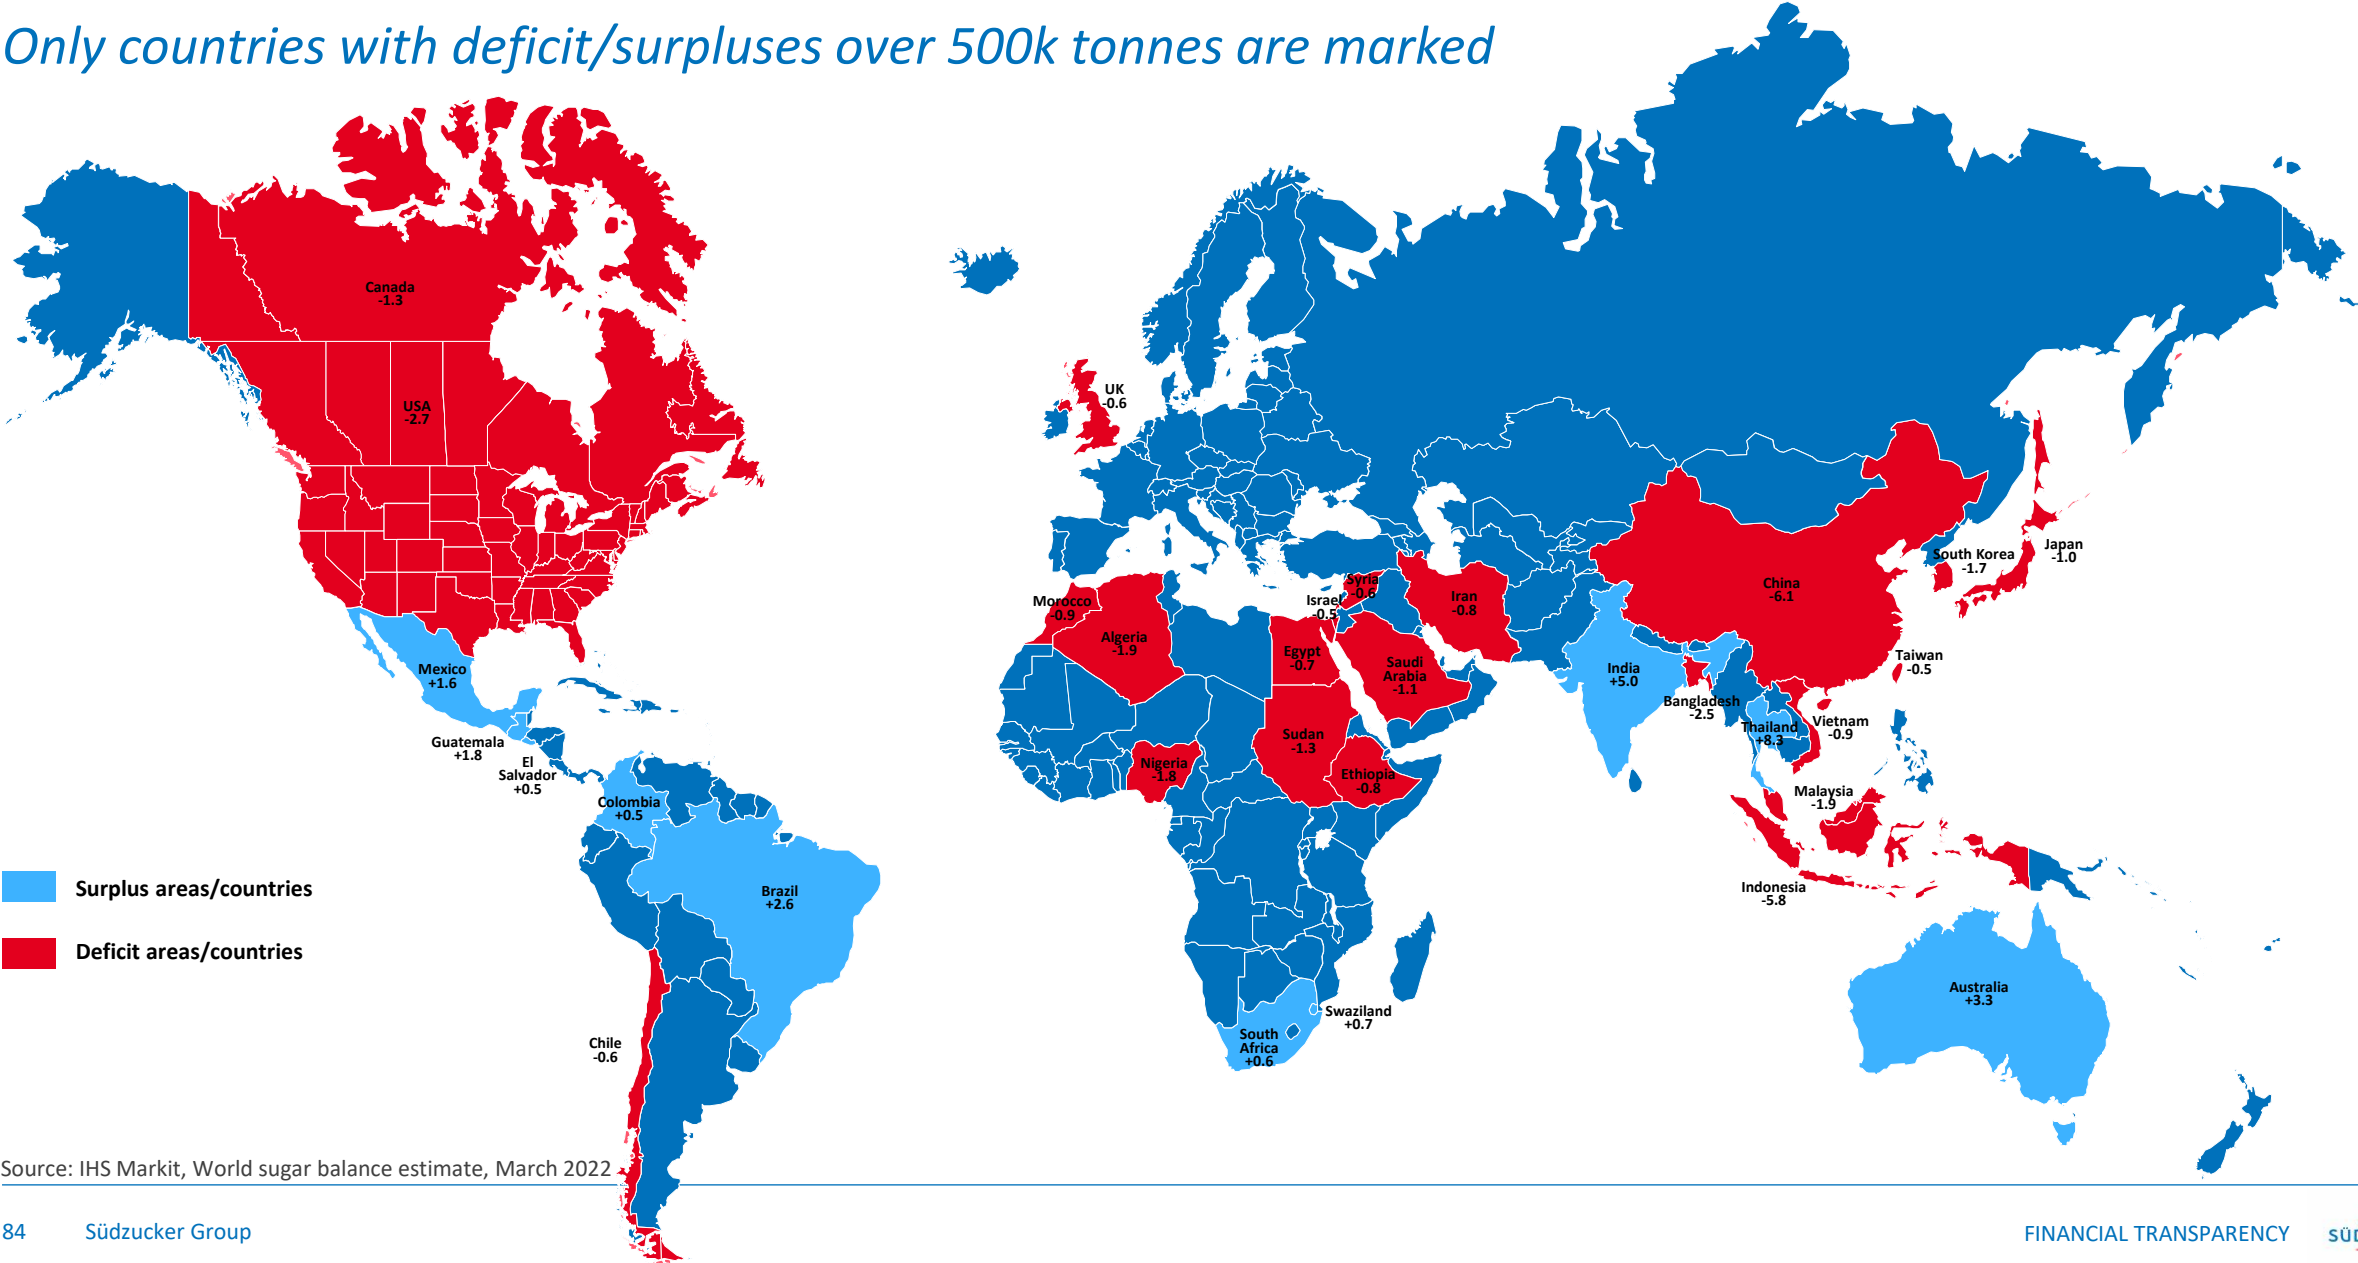 Only countries with deficit/surpluses over 500k tonnes are marked
Canada
-1.3
USA
-2.7
Mexico
+1.6
Guatemala
+1.8
El
Salvador
+0.5
Colombia
+0.5
Brazil
+2.6
Chile
-0.6
UK
-0.6
Morocco
-0.9
Algeria
-1.9
Nigeria
-1.8
Egypt
-0.7
Sudan
-1.3
Ethiopia
-0.8
Israel
-0.5
Syria
-0.6
Saudi
Arabia
-1.1
Iran
-0.8
South
Africa
+0.6
Swaziland
+0.7
India
+5.0
Bangladesh
-2.5
China
-6.1
South Korea
-1.7
Japan
-1.0
Taiwan
-0.5
Thailand
+8.3
Vietnam
-0.9
Malaysia
-1.9
Indonesia
-5.8
Australia
+3.3
Surplus areas/countries
Deficit areas/countries
Source: IHS Markit, World sugar balance estimate, March 2022
84 Südzucker Group
FINANCIAL TRANSPARENCY